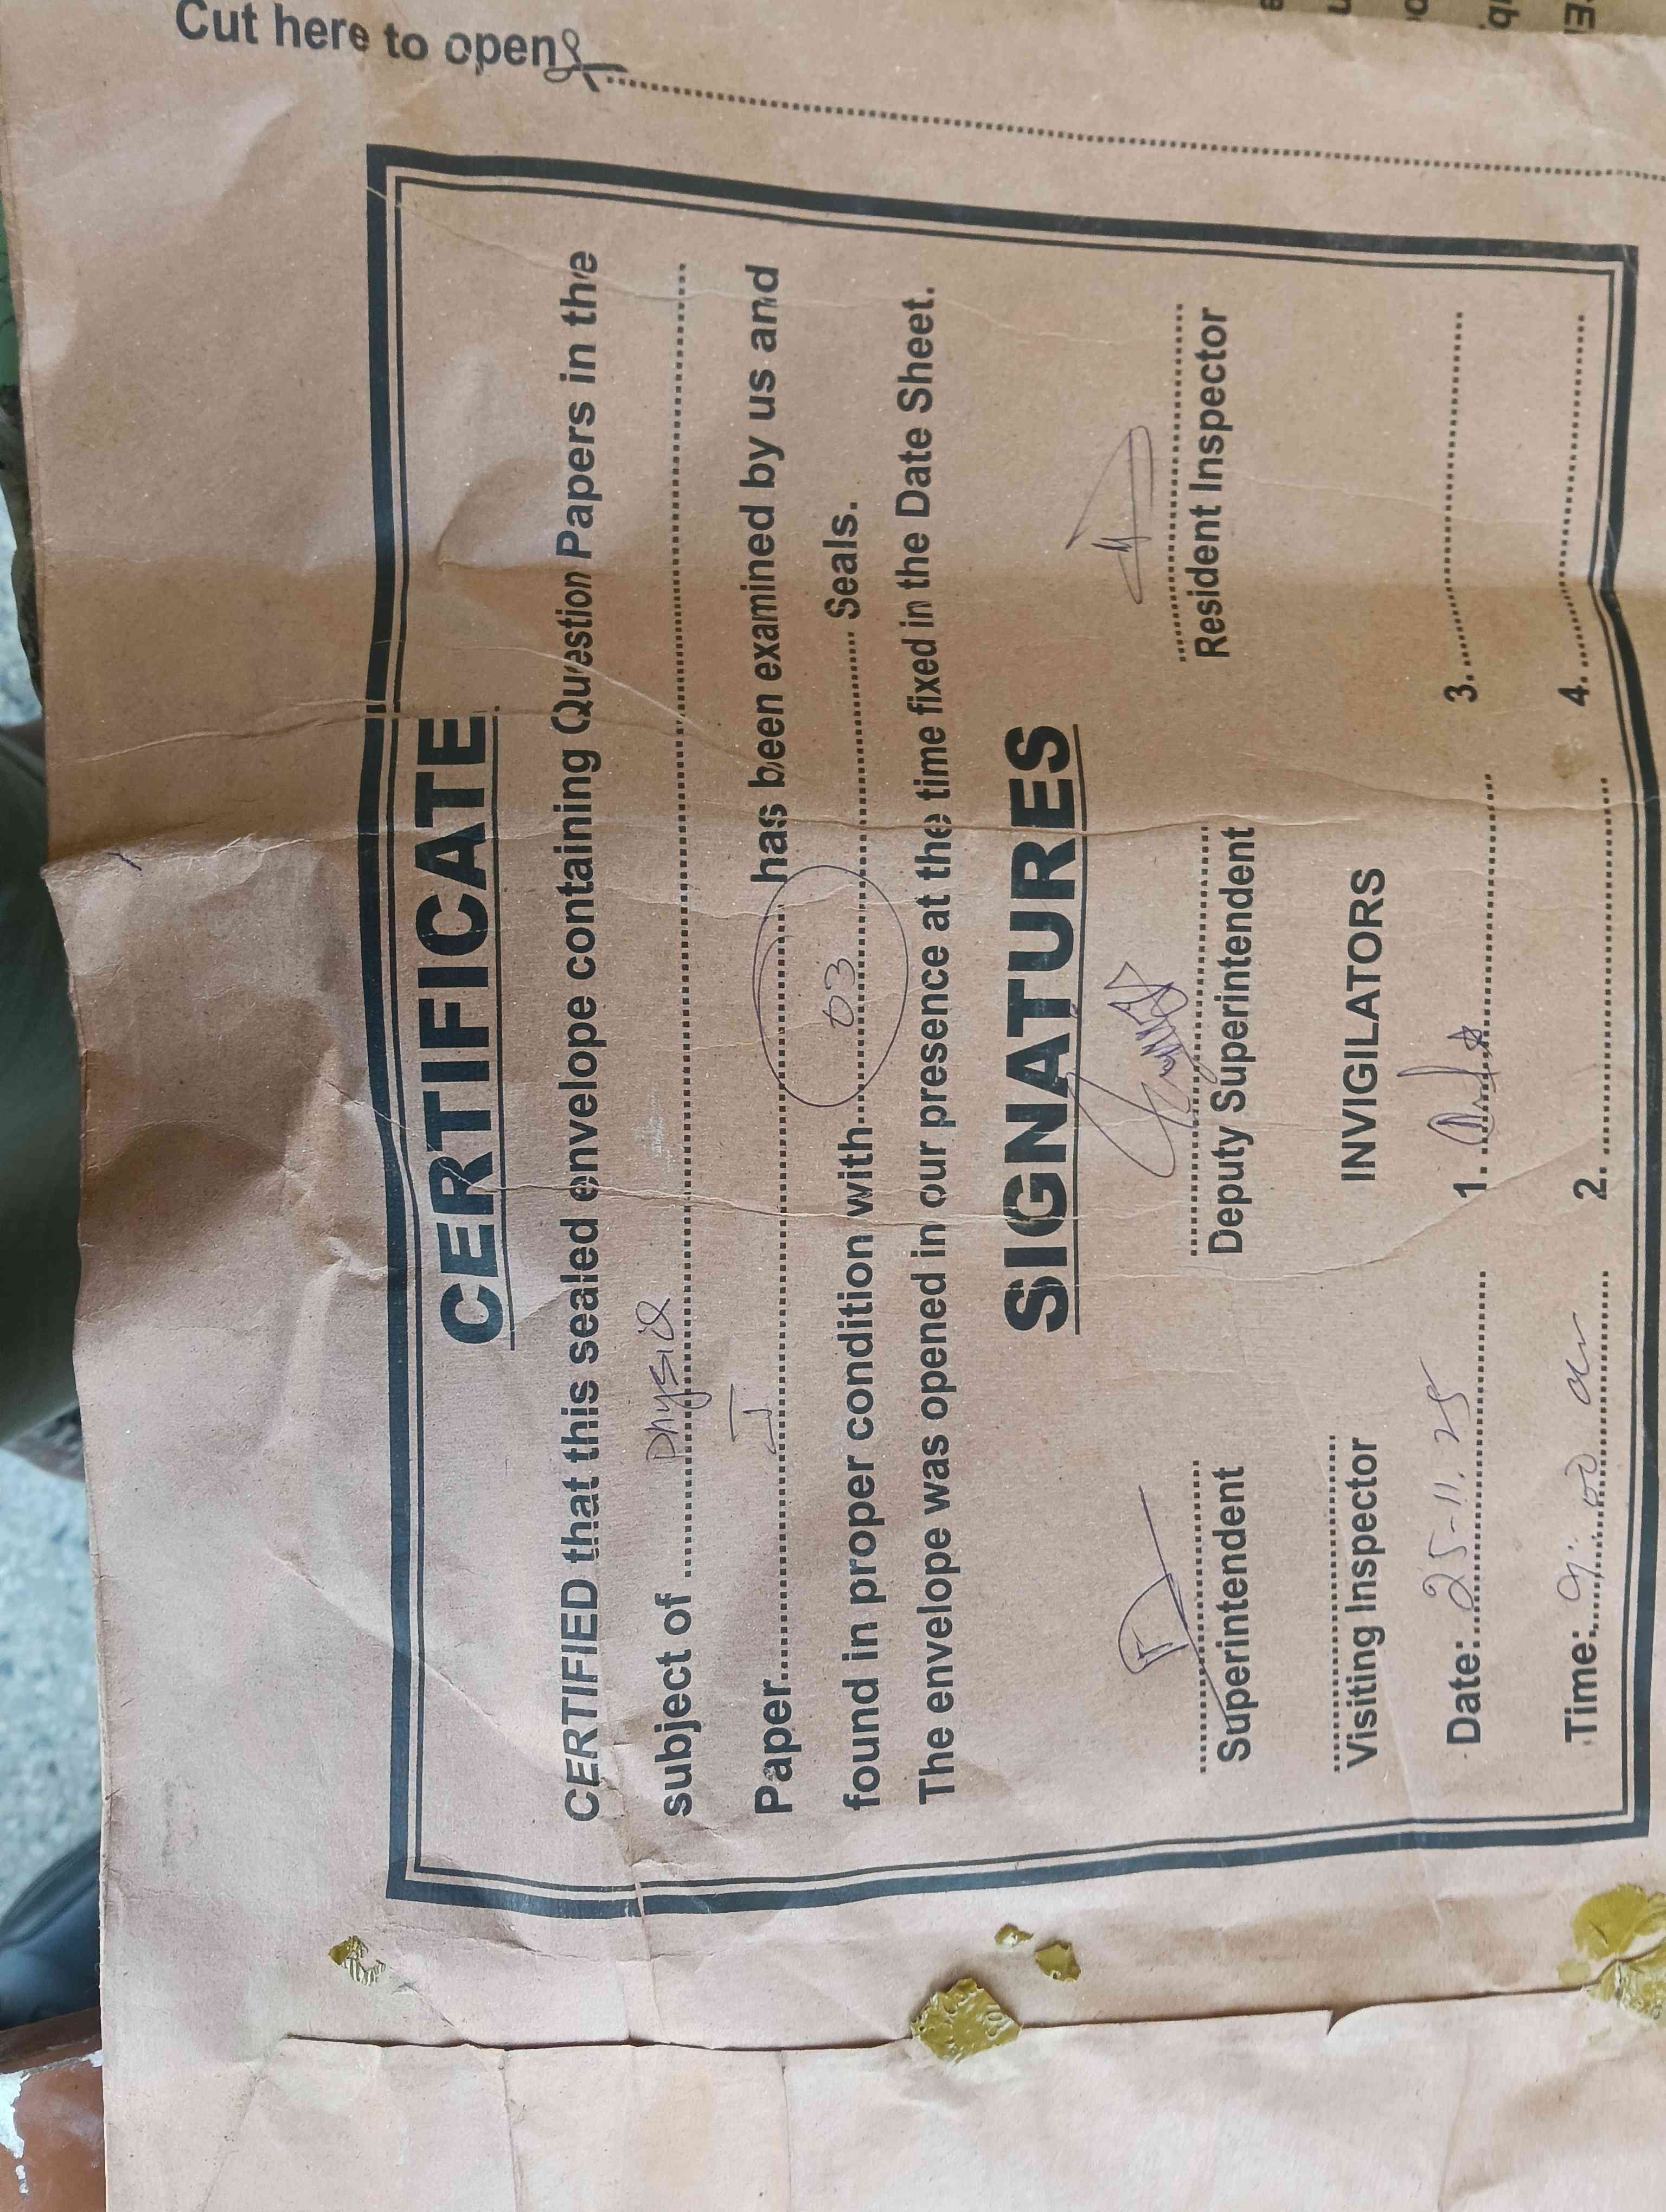 Cut here to open
CERTIFICATE
CERTIFIED that this sealed envelope containing Question Papers in the
subject of Physics
Paper I has been examined by us and
found in proper condition with 03 Seals.
The envelope was opened in our presence at the time fixed in the Date Sheet.
SIGNATURES
Superintendent Deputy Superintendent Resident Inspector
Visiting Inspector INVIGILATORS
Date: 25-11.25 1. 3.
Time: 9:00 am 2. 4.